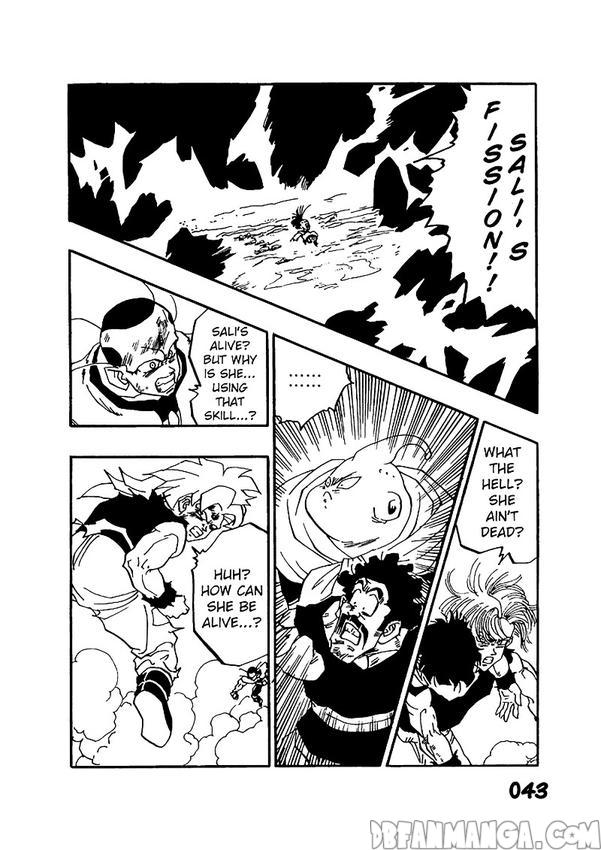 SALI'S
FISSION!!
SALI'S
ALIVE?
BUT WHY
IS SHE...
USING
THAT
SKILL...?
.......
.......
WHAT
THE
HELL?
SHE
AIN'T
DEAD?
HUH?
HOW CAN
SHE BE
ALIVE...?
043
DBFANMANGA.COM